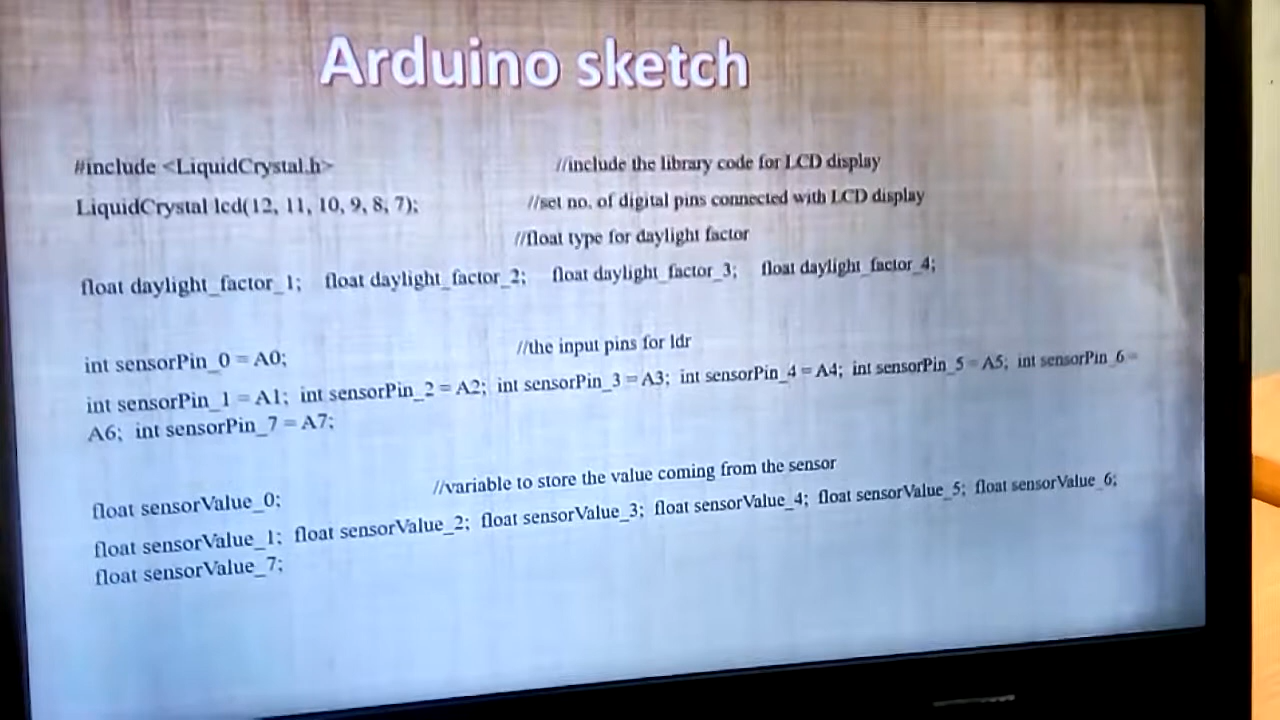 Arduino sketch
#include <LiquidCrystal.h> //include the library code for LCD display
LiquidCrystal lcd(12, 11, 10, 9, 8, 7); //set no. of digital pins connected with LCD display
//float type for daylight factor
float daylight_factor_1; float daylight_factor_2; float daylight_factor_3; float daylight_factor_4;
int sensorPin_0 = A0; //the input pins for ldr
int sensorPin_1 = A1; int sensorPin_2 = A2; int sensorPin_3 = A3; int sensorPin_4 = A4; int sensorPin_5 = A5; int sensorPin_6 =
A6; int sensorPin_7 = A7;
float sensorValue_0; //variable to store the value coming from the sensor
float sensorValue_1; float sensorValue_2; float sensorValue_3; float sensorValue_4; float sensorValue_5; float sensorValue_6;
float sensorValue_7;